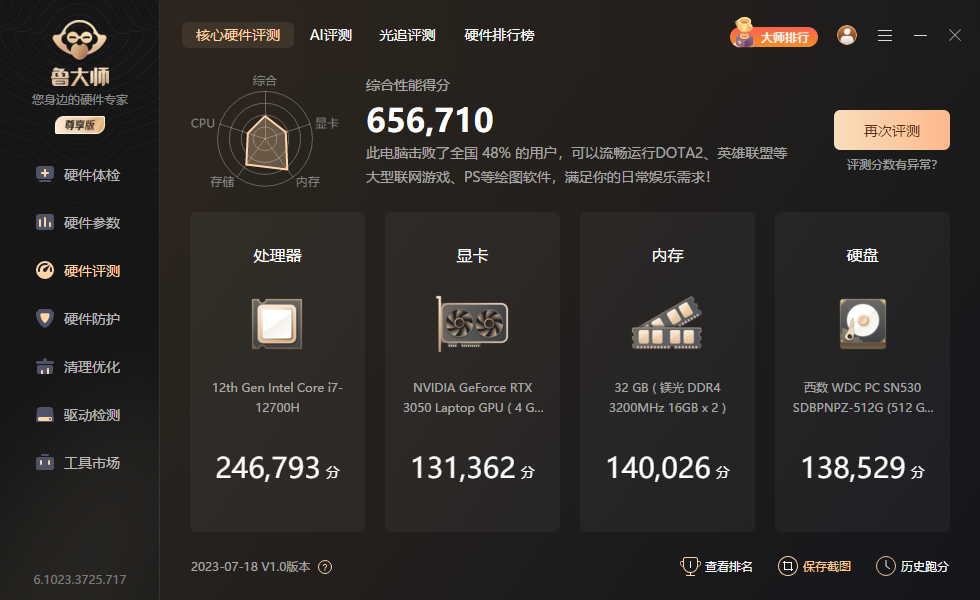 鲁大师
您身边的硬件专家
尊享版
硬件体检
硬件参数
硬件评测
硬件防护
清理优化
驱动检测
工具市场
6.1023.3725.717
核心硬件评测 AI评测 光追评测 硬件排行榜
大师排行
综合
CPU
显卡
存储
内存
综合性能得分
656,710
此电脑击败了全国 48% 的用户，可以流畅运行DOTA2、英雄联盟等
大型联网游戏、PS等绘图软件，满足你的日常娱乐需求！
再次评测
评测分数有异常?
处理器
12th Gen Intel Core i7-
12700H
246,793 分
显卡
NVIDIA GeForce RTX
3050 Laptop GPU ( 4 G...
131,362 分
内存
32 GB ( 镁光 DDR4
3200MHz 16GB x 2 )
140,026 分
硬盘
西数 WDC PC SN530
SDBPNPZ-512G (512 G...
138,529 分
2023-07-18 V1.0版本 ?
查看排名
保存截图
历史跑分